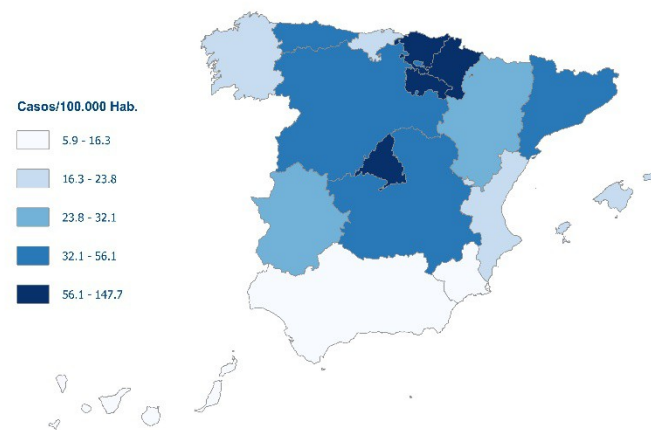 Casos/100.000 Hab.
5.9 - 16.3
16.3 - 23.8
23.8 - 32.1
32.1 - 56.1
56.1 - 147.7